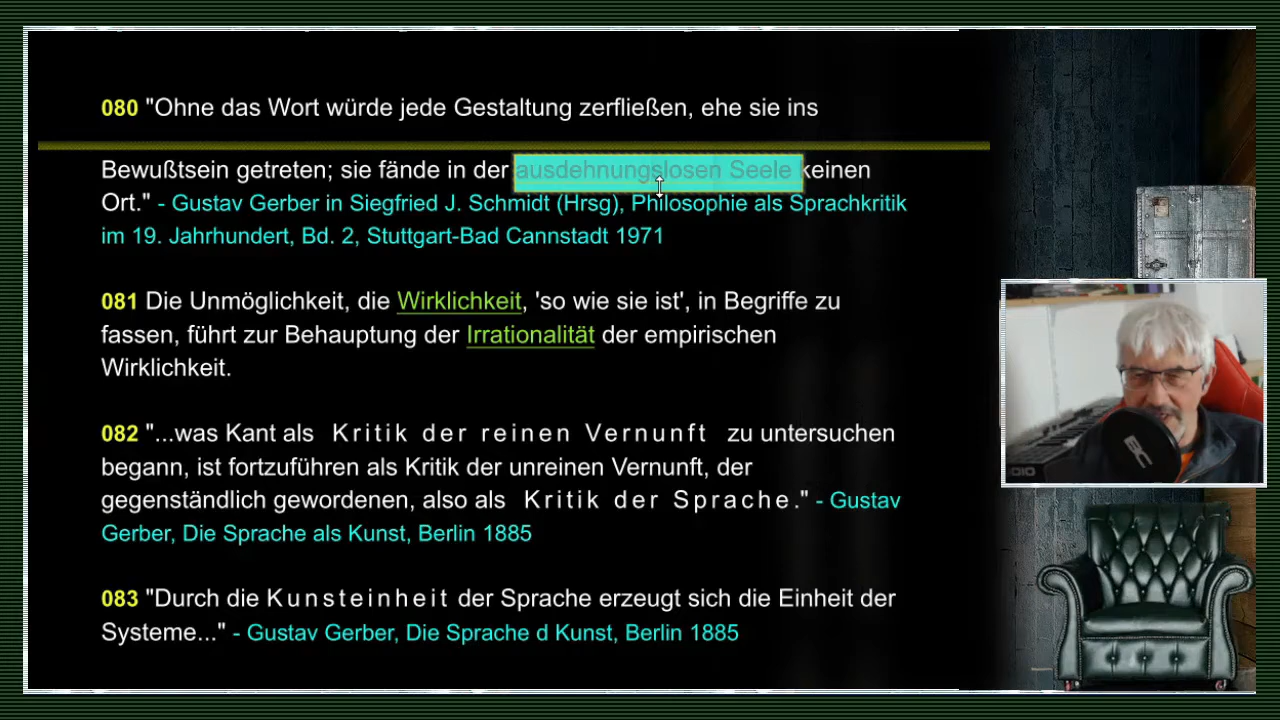 080 "Ohne das Wort würde jede Gestaltung zerfließen, ehe sie ins
Bewußtsein getreten; sie fände in der ausdehnungslosen Seele keinen
Ort." - Gustav Gerber in Siegfried J. Schmidt (Hrsg), Philosophie als Sprachkritik
im 19. Jahrhundert, Bd. 2, Stuttgart-Bad Cannstadt 1971
081 Die Unmöglichkeit, die Wirklichkeit, 'so wie sie ist', in Begriffe zu
fassen, führt zur Behauptung der Irrationalität der empirischen
Wirklichkeit.
082 "...was Kant als Kritik der reinen Vernunft zu untersuchen
begann, ist fortzuführen als Kritik der unreinen Vernunft, der
gegenständlich gewordenen, also als Kritik der Sprache." - Gustav
Gerber, Die Sprache als Kunst, Berlin 1885
083 "Durch die Kunsteinheit der Sprache erzeugt sich die Einheit der
Systeme..." - Gustav Gerber, Die Sprache d Kunst, Berlin 1885